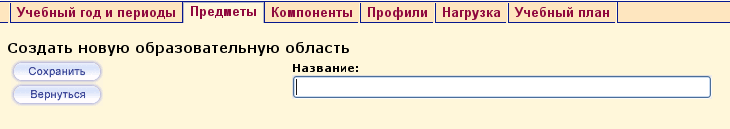 Учебный год и периоды Предметы Компоненты Профили Нагрузка Учебный план
Создать новую образовательную область
Сохранить Название:
Вернуться